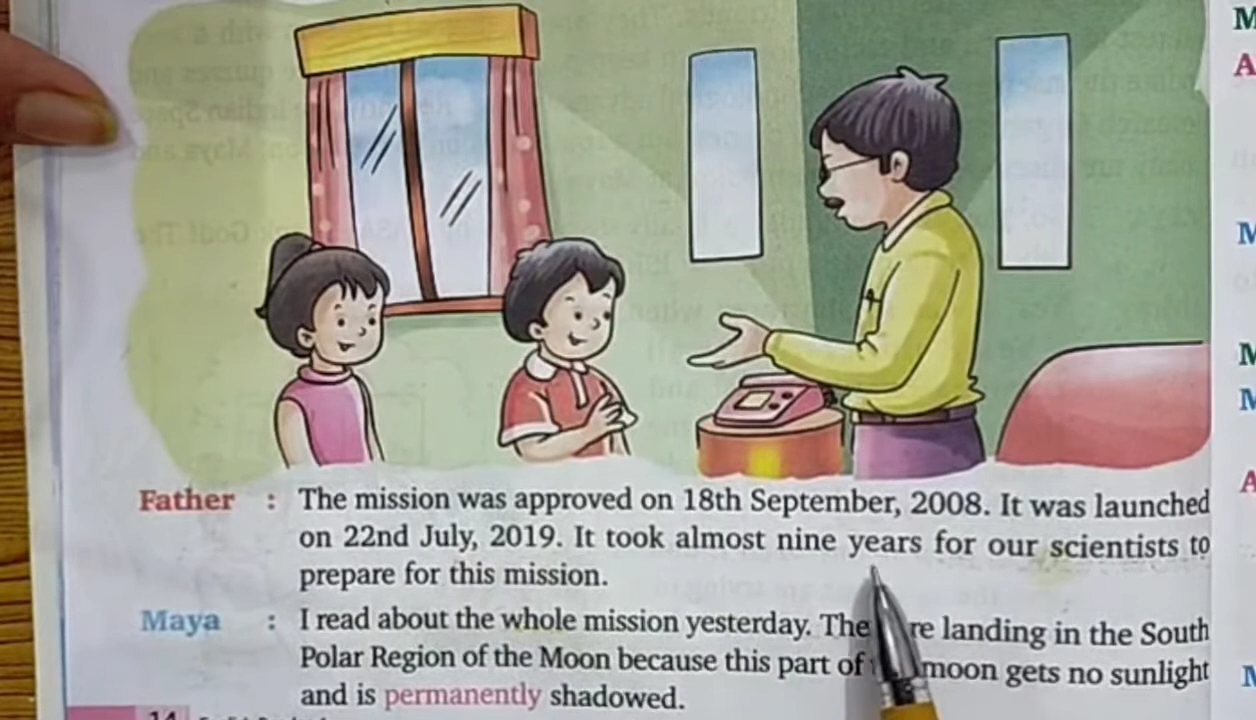 Father : The mission was approved on 18th September, 2008. It was launched
on 22nd July, 2019. It took almost nine years for our scientists to
prepare for this mission.
Maya : I read about the whole mission yesterday. The re landing in the South
Polar Region of the Moon because this part of moon gets no sunlight
and is permanently shadowed.
14
M
A
M
M
M
A
M